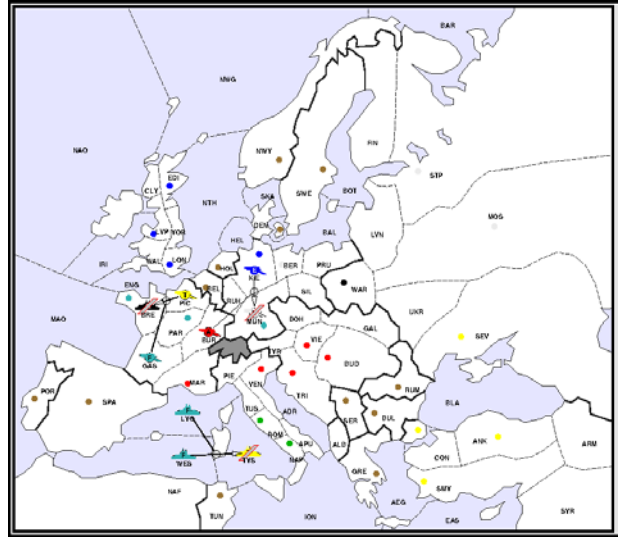 BAR
NWG
NAO
FIN
NWY
STP
SWE
BOT
EDI
CLY
SKA
MOS
NTH
DEN
LVN
LVP YOR
HEL
BAL
IRI
WAL LON
HOL
KIE
BER
PRU
WAR
ENG
BEL
RUH
SIL
UKR
PIC
BRE
MUN
BOH
GAL
MAO
PAR
BUR
VIE
SEV
GAS
TYR
BUD
MAR
PIE
VEN
TRI
RUM
POR
SPA
LYO
TUS
ADR
SER
BUL
BLA
ROM
APU
ALB
CON
ANK
ARM
WES
TYS
NAP
GRE
SMY
NAF
TUN
ION
AEG
EAS
SYR